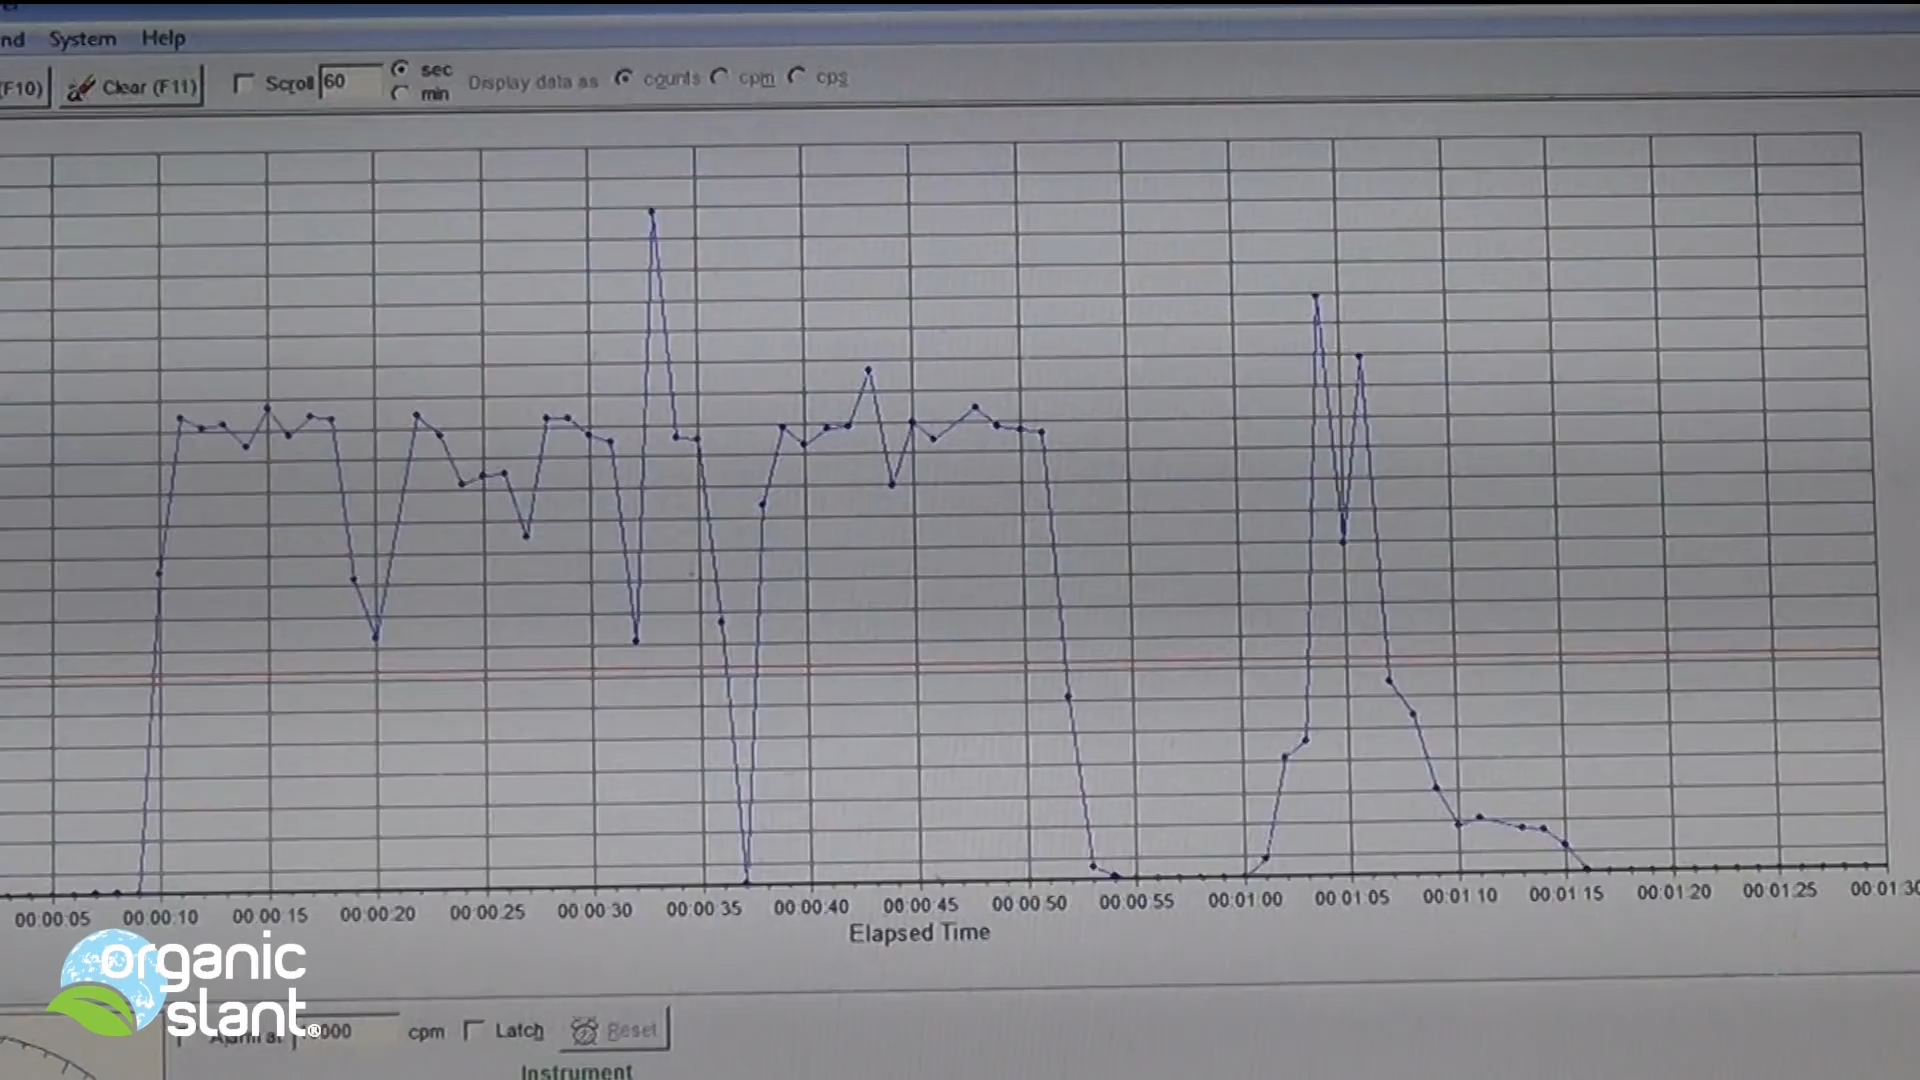 nd System Help
(F10) Clear (F11) Scroll 60 sec min Display data as counts cpm cps
00:00:05 00:00:10 00:00:15 00:00:20 00:00:25 00:00:30 00:00:35 00:00:40 00:00:45 00:00:50 00:00:55 00:01:00 00:01:05 00:01:10 00:01:15 00:01:20 00:01:25 00:01:30
Elapsed Time
organic
slant®
Alarm at 000 cpm Latch Reset
Instrument